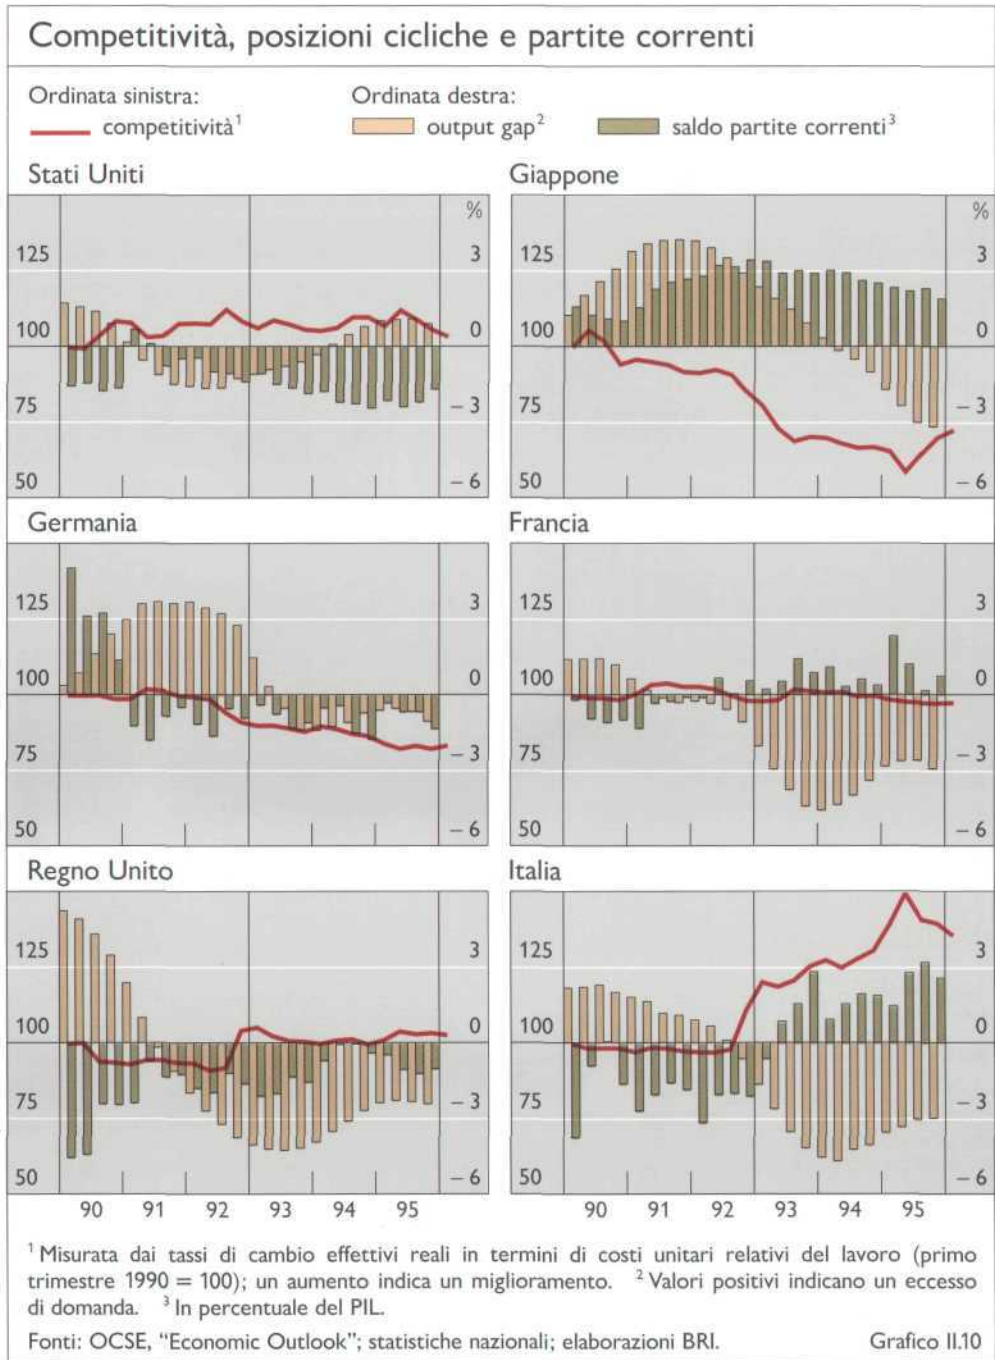 Competitività, posizioni cicliche e partite correnti
Ordinata sinistra:
Ordinata destra:
competitività¹
output gap²
saldo partite correnti³
Stati Uniti
Giappone
%
%
125
3
125
3
100
0
100
0
75
– 3
75
– 3
50
– 6
50
– 6
Germania
Francia
125
3
125
3
100
0
100
0
75
– 3
75
– 3
50
– 6
50
– 6
Regno Unito
Italia
125
3
125
3
100
0
100
0
75
– 3
75
– 3
50
– 6
50
– 6
90 91 92 93 94 95
90 91 92 93 94 95
¹ Misurata dai tassi di cambio effettivi reali in termini di costi unitari relativi del lavoro (primo
trimestre 1990 = 100); un aumento indica un miglioramento. ² Valori positivi indicano un eccesso
di domanda. ³ In percentuale del PIL.
Fonti: OCSE, “Economic Outlook”; statistiche nazionali; elaborazioni BRI.
Grafico II.10